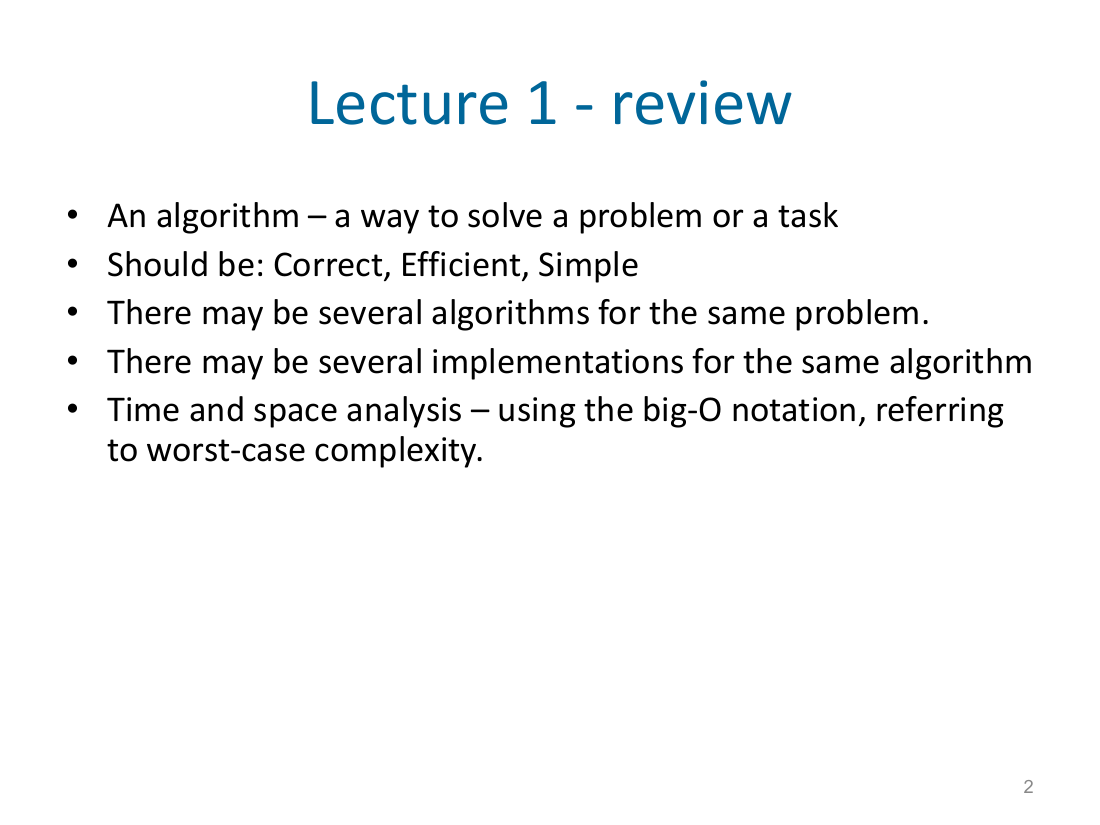 Lecture 1 - review
• An algorithm – a way to solve a problem or a task
• Should be: Correct, Efficient, Simple
• There may be several algorithms for the same problem.
• There may be several implementations for the same algorithm
• Time and space analysis – using the big-O notation, referring
to worst-case complexity.
2